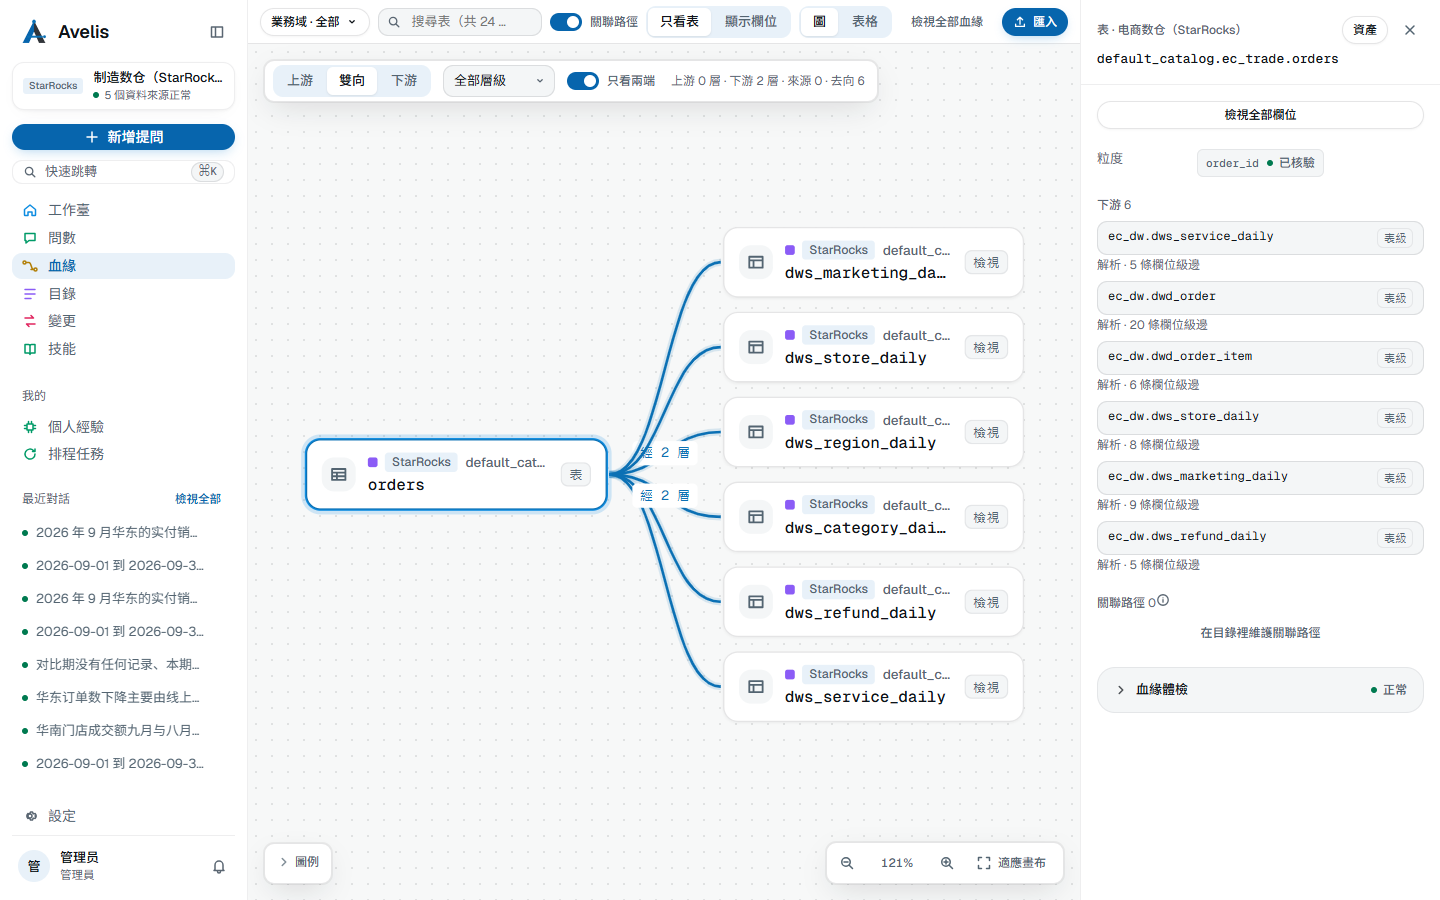 Avelis
StarRocks
制造数仓（StarRock...
5 個資料來源正常
新增提問
快速跳轉
⌘K
工作臺
問數
血緣
目錄
變更
技能
我的
個人經驗
排程任務
最近對話
檢視全部
2026 年 9 月华东的实付销...
2026-09-01 到 2026-09-3...
2026 年 9 月华东的实付销...
2026-09-01 到 2026-09-3...
对比期没有任何记录、本期...
华东订单数下降主要由线上...
华南门店成交额九月与八月...
2026-09-01 到 2026-09-3...
設定
管
管理员
管理員
業務域 · 全部
搜尋表（共 24 ...
關聯路徑
只看表
顯示欄位
圖
表格
檢視全部血緣
匯入
上游
雙向
下游
全部層級
只看兩端
上游 0 層 · 下游 2 層 · 來源 0 · 去向 6
StarRocks
default_cat...
orders
表
經 2 層
經 2 層
StarRocks
default_c...
dws_marketing_da...
檢視
StarRocks
default_c...
dws_store_daily
檢視
StarRocks
default_c...
dws_region_daily
檢視
StarRocks
default_c...
dws_category_dai...
檢視
StarRocks
default_c...
dws_refund_daily
檢視
StarRocks
default_c...
dws_service_daily
檢視
圖例
121%
適應畫布
表 · 电商数仓（StarRocks）
資產
default_catalog.ec_trade.orders
檢視全部欄位
粒度
order_id
已核驗
下游 6
ec_dw.dws_service_daily
表級
解析 · 5 條欄位級邊
ec_dw.dwd_order
表級
解析 · 20 條欄位級邊
ec_dw.dwd_order_item
表級
解析 · 6 條欄位級邊
ec_dw.dws_store_daily
表級
解析 · 8 條欄位級邊
ec_dw.dws_marketing_daily
表級
解析 · 9 條欄位級邊
ec_dw.dws_refund_daily
表級
解析 · 5 條欄位級邊
關聯路徑 0
在目錄裡維護關聯路徑
血緣體檢
正常